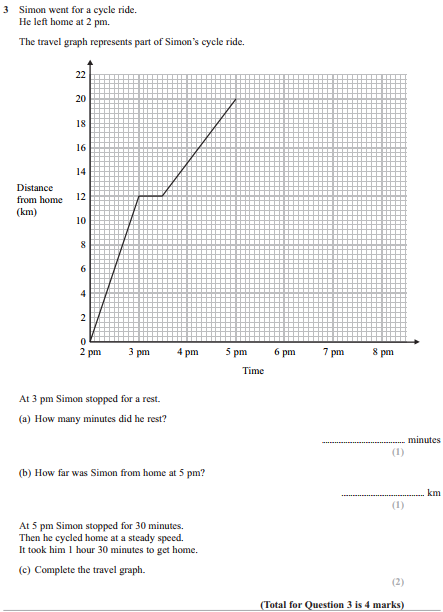 3 Simon went for a cycle ride.
He left home at 2 pm.
The travel graph represents part of Simon's cycle ride.
22
20
18
16
14
12
10
8
6
4
2
0
Distance
from home
(km)
2 pm 3 pm 4 pm 5 pm 6 pm 7 pm 8 pm
Time
At 3 pm Simon stopped for a rest.
(a) How many minutes did he rest?
.................................... minutes
(1)
(b) How far was Simon from home at 5 pm?
.................................... km
(1)
At 5 pm Simon stopped for 30 minutes.
Then he cycled home at a steady speed.
It took him 1 hour 30 minutes to get home.
(c) Complete the travel graph.
(2)
(Total for Question 3 is 4 marks)